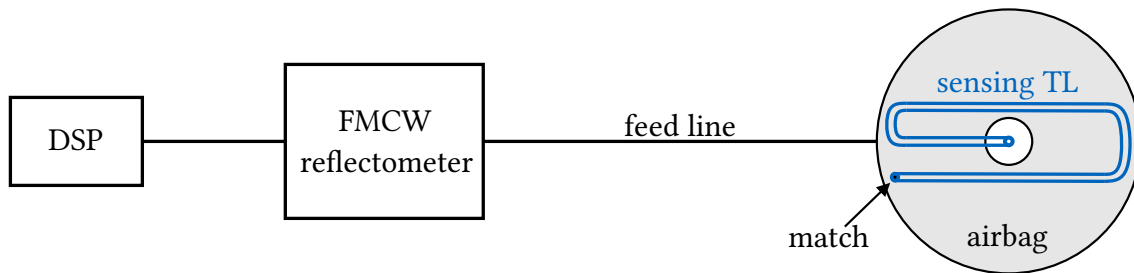 DSP
FMCW
reflectometer
feed line
sensing TL
match
airbag